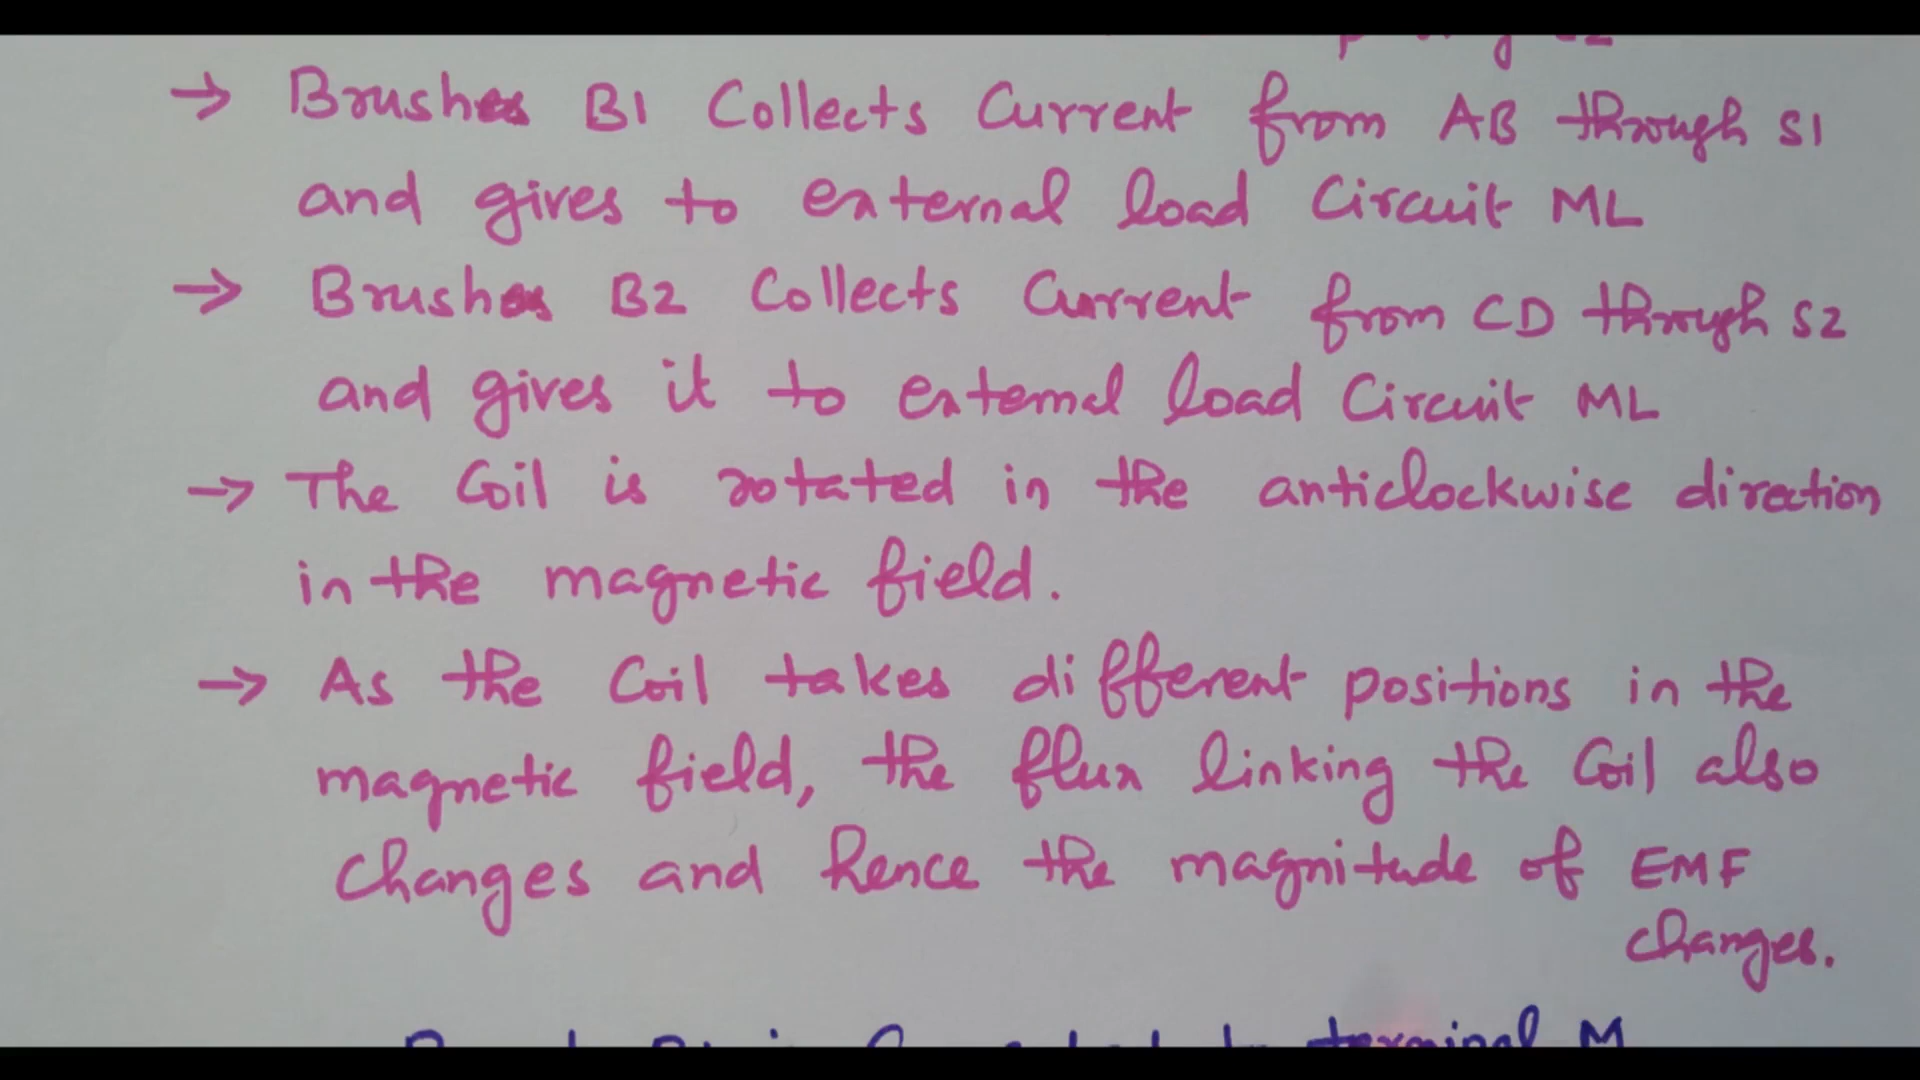 → Brushes B1 Collects Current from AB through S1
and gives to external load Circuit ML
→ Brushes B2 Collects Current from CD through S2
and gives it to external load Circuit ML
→ The Coil is rotated in the anticlockwise direction
in the magnetic field.
→ As the Coil takes different positions in the
magnetic field, the flux linking the Coil also
changes and hence the magnitude of EMF
changes.
terminal M